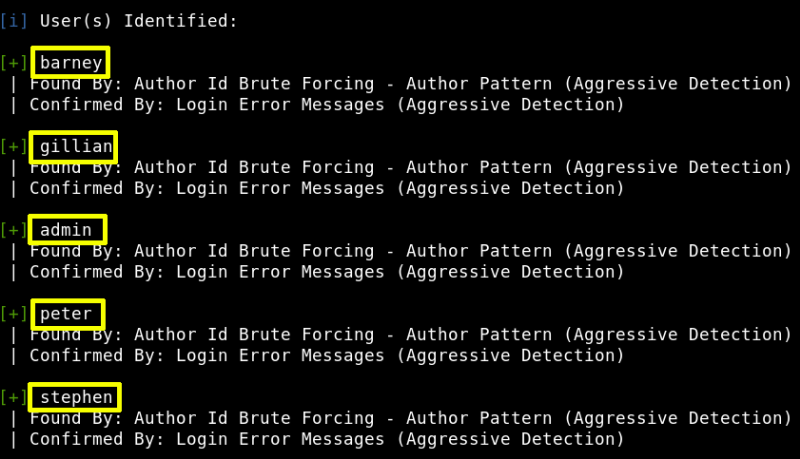 [i] User(s) Identified:
[+] barney
| Found By: Author Id Brute Forcing - Author Pattern (Aggressive Detection)
| Confirmed By: Login Error Messages (Aggressive Detection)
[+] gillian
| Found By: Author Id Brute Forcing - Author Pattern (Aggressive Detection)
| Confirmed By: Login Error Messages (Aggressive Detection)
[+] admin
| Found By: Author Id Brute Forcing - Author Pattern (Aggressive Detection)
| Confirmed By: Login Error Messages (Aggressive Detection)
[+] peter
| Found By: Author Id Brute Forcing - Author Pattern (Aggressive Detection)
| Confirmed By: Login Error Messages (Aggressive Detection)
[+] stephen
| Found By: Author Id Brute Forcing - Author Pattern (Aggressive Detection)
| Confirmed By: Login Error Messages (Aggressive Detection)